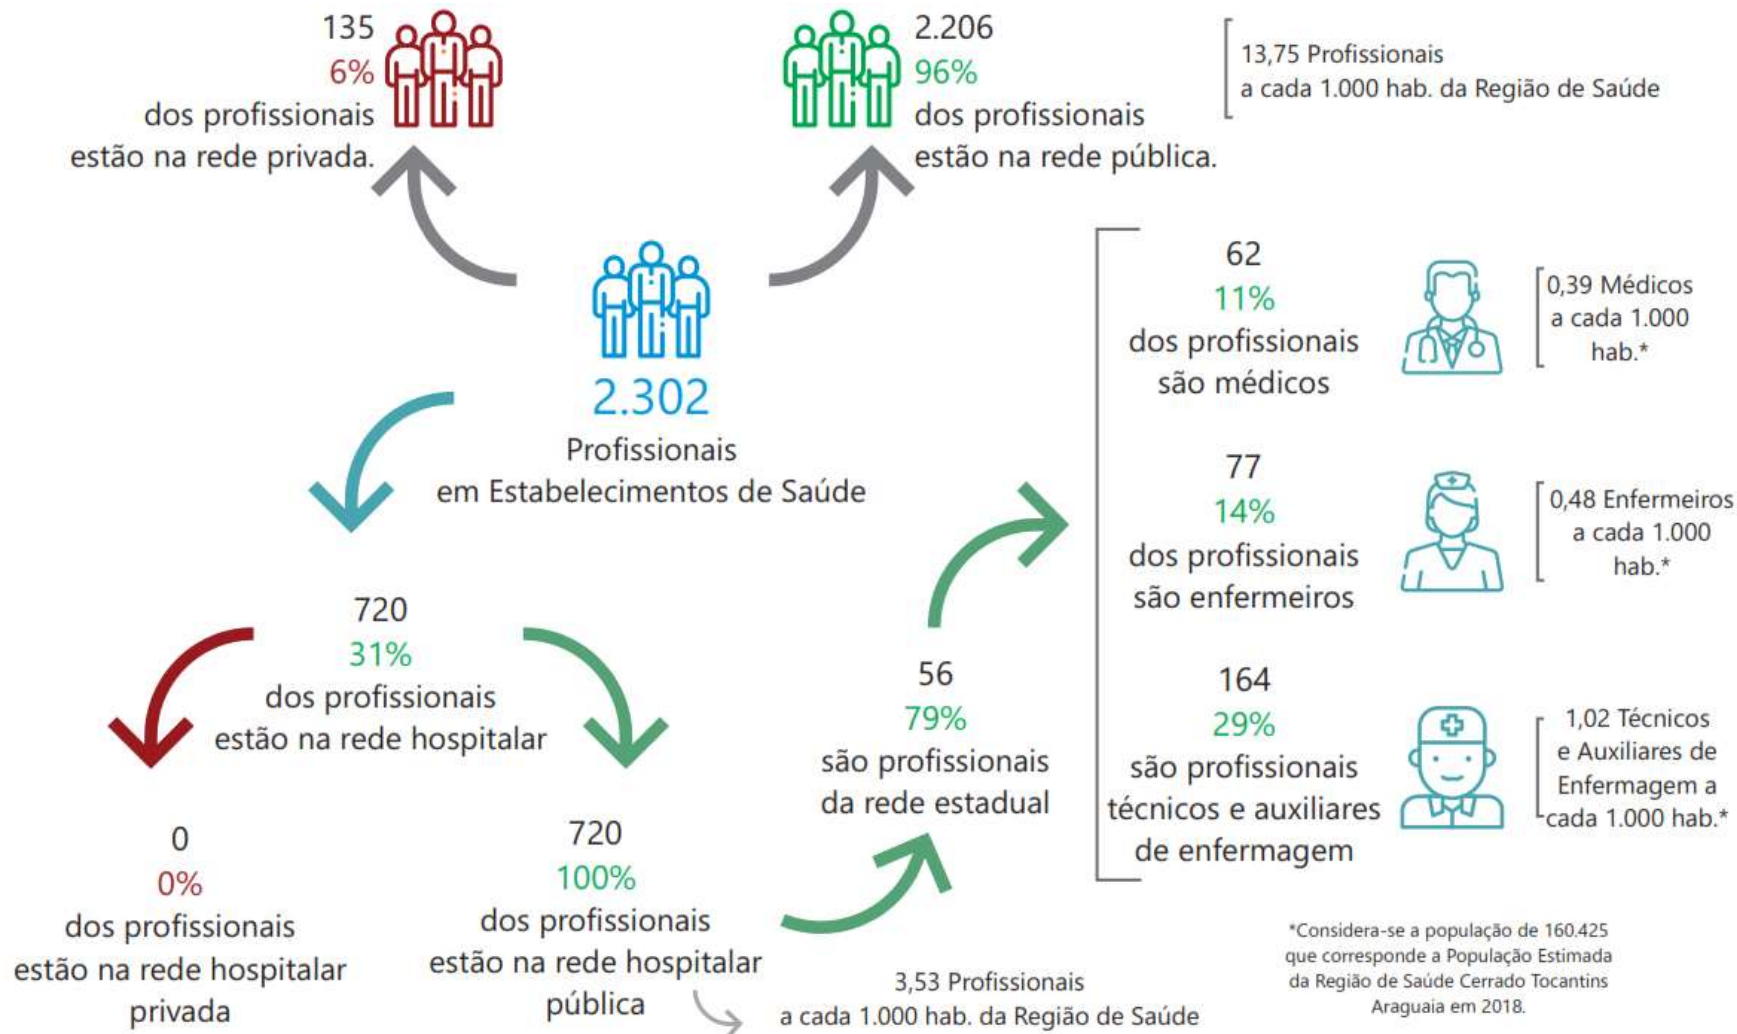 135
6%
dos profissionais
estão na rede privada.
2.206
96%
dos profissionais
estão na rede pública.
13,75 Profissionais
a cada 1.000 hab. da Região de Saúde
2.302
Profissionais
em Estabelecimentos de Saúde
720
31%
dos profissionais
estão na rede hospitalar
0
0%
dos profissionais
estão na rede hospitalar
privada
720
100%
dos profissionais
estão na rede hospitalar
pública
3,53 Profissionais
a cada 1.000 hab. da Região de Saúde
56
79%
são profissionais
da rede estadual
62
11%
dos profissionais
são médicos
0,39 Médicos
a cada 1.000
hab.*
77
14%
dos profissionais
são enfermeiros
0,48 Enfermeiros
a cada 1.000
hab.*
164
29%
são profissionais
técnicos e auxiliares
de enfermagem
1,02 Técnicos
e Auxiliares de
Enfermagem a
cada 1.000 hab.*
*Considera-se a população de 160.425
que corresponde a População Estimada
da Região de Saúde Cerrado Tocantins
Araguaia em 2018.